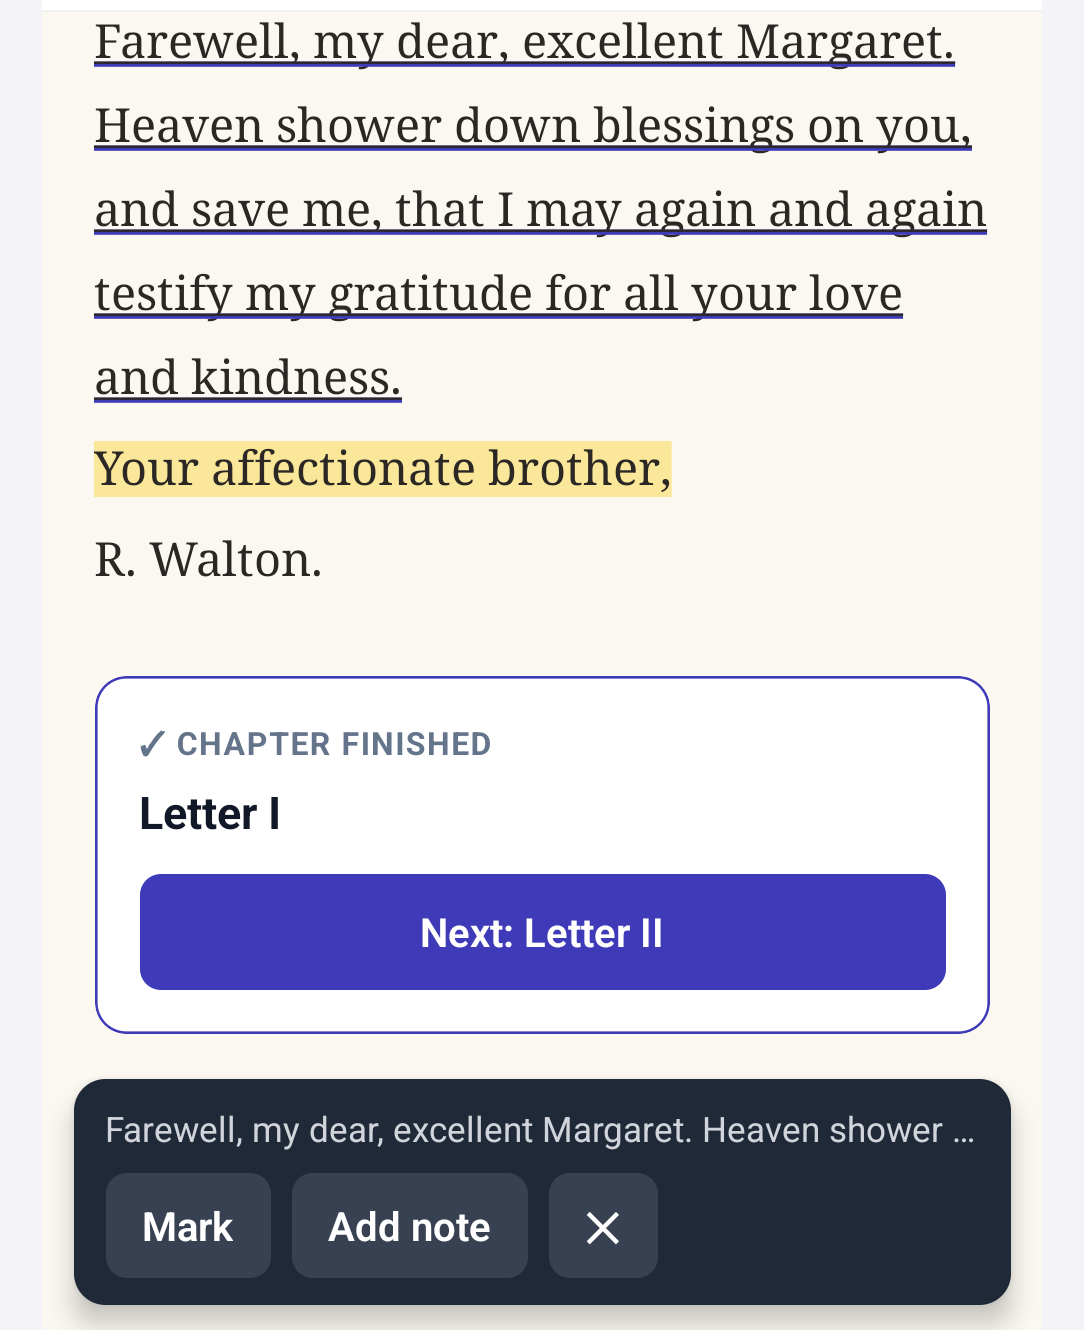 Farewell, my dear, excellent Margaret.
Heaven shower down blessings on you,
and save me, that I may again and again
testify my gratitude for all your love
and kindness.
Your affectionate brother,
R. Walton.
✓ CHAPTER FINISHED
Letter I
Next: Letter II
Farewell, my dear, excellent Margaret. Heaven shower ...
Mark
Add note